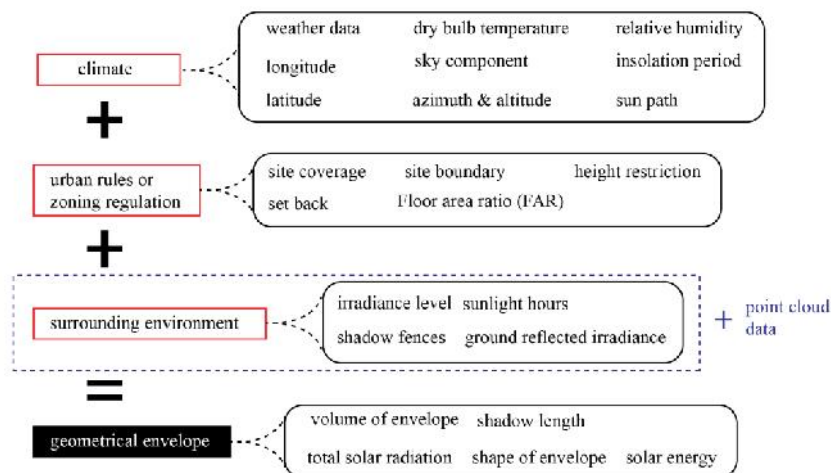 weather data dry bulb temperature relative humidity
climate longitude sky component insolation period
latitude azimuth & altitude sun path
+
urban rules or zoning regulation
site coverage site boundary height restriction
set back Floor area ratio (FAR)
+
surrounding environment
irradiance level sunlight hours
shadow fences ground reflected irradiance
+ point cloud
data
=
geometrical envelope
volume of envelope shadow length
total solar radiation shape of envelope solar energy